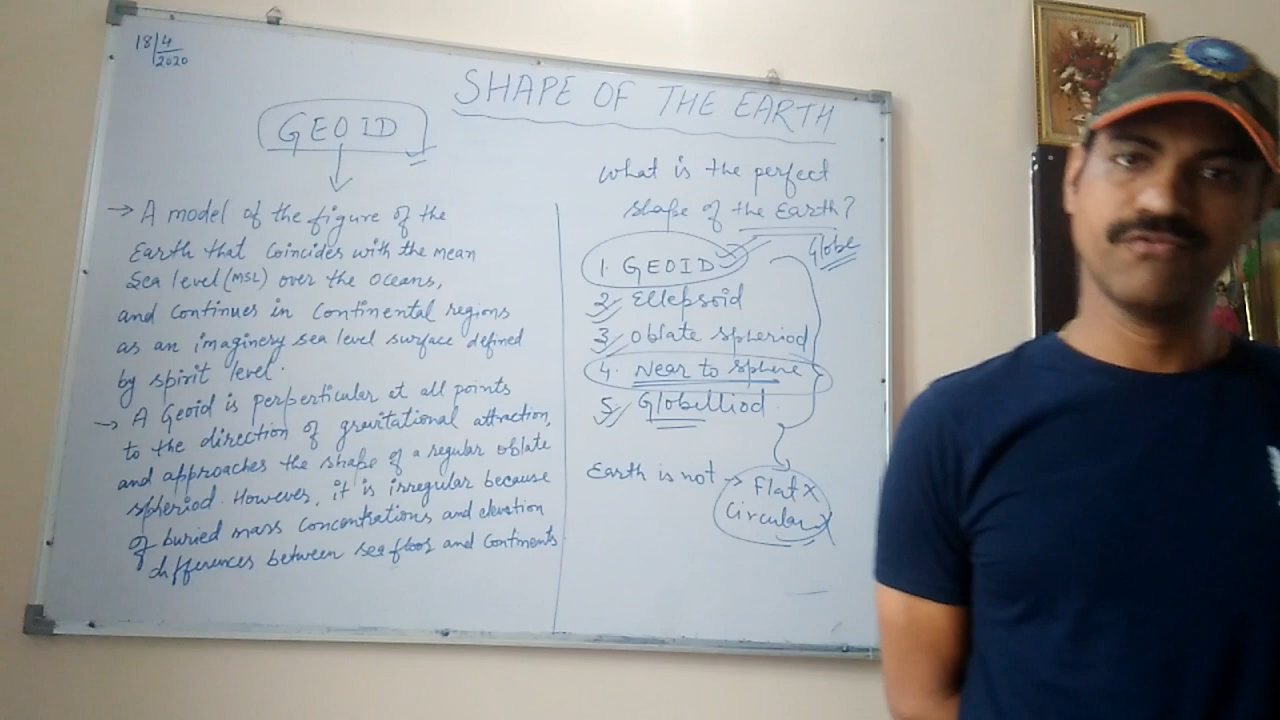 18/4/2020
SHAPE OF THE EARTH
GEOID
→ A model of the figure of the
Earth that Coincides with the mean
Sea level (MSL) over the oceans,
and continues in Continental regions
as an imaginery sea level surface defined
by spirit level.
→ A Geoid is perperticular at all points
to the direction of gravitational attraction,
and approaches the shape of a regular oblate
spheriod. However, it is irregular because
of buried mass concentrations and elevation
differences between sea floor and Contments
What is the perfect
shape of the Earth?
Globe
1. GEOID
2. Ellepsoid
3. oblate spheriod
4. Near to sphere
5. Globelliod
Earth is not → Flat X
Circular X